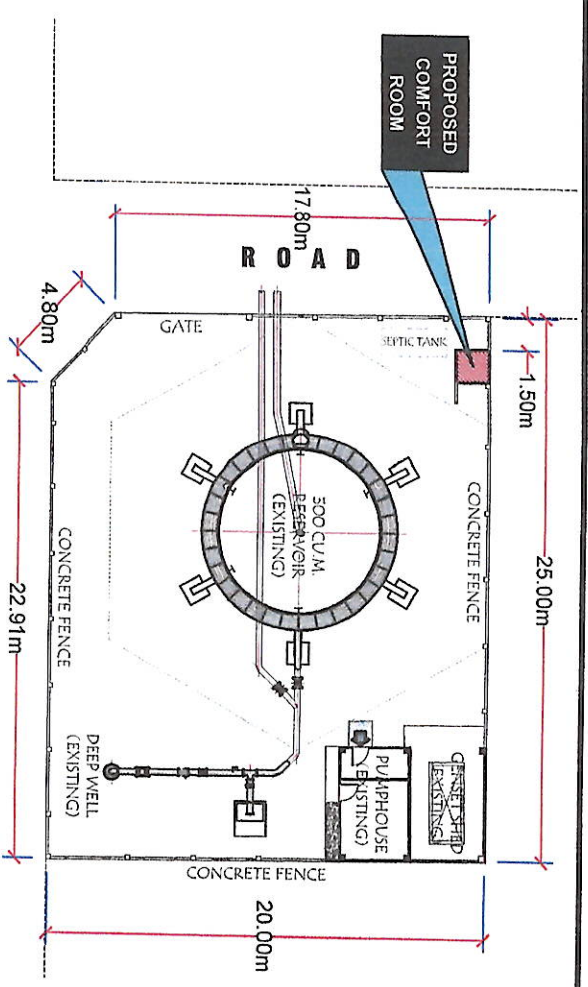 PROPOSED
COMFORT
ROOM
17.80m
ROAD
4.80m
GATE
SEPTIC TANK
1.50m
25.00m
CONCRETE FENCE
500 CU.M.
RESERVOIR
(EXISTING)
CONCRETE FENCE
22.91m
DEEP WELL
(EXISTING)
PUMPHOUSE
(EXISTING)
GENSET SHED
(EXISTING)
CONCRETE FENCE
20.00m